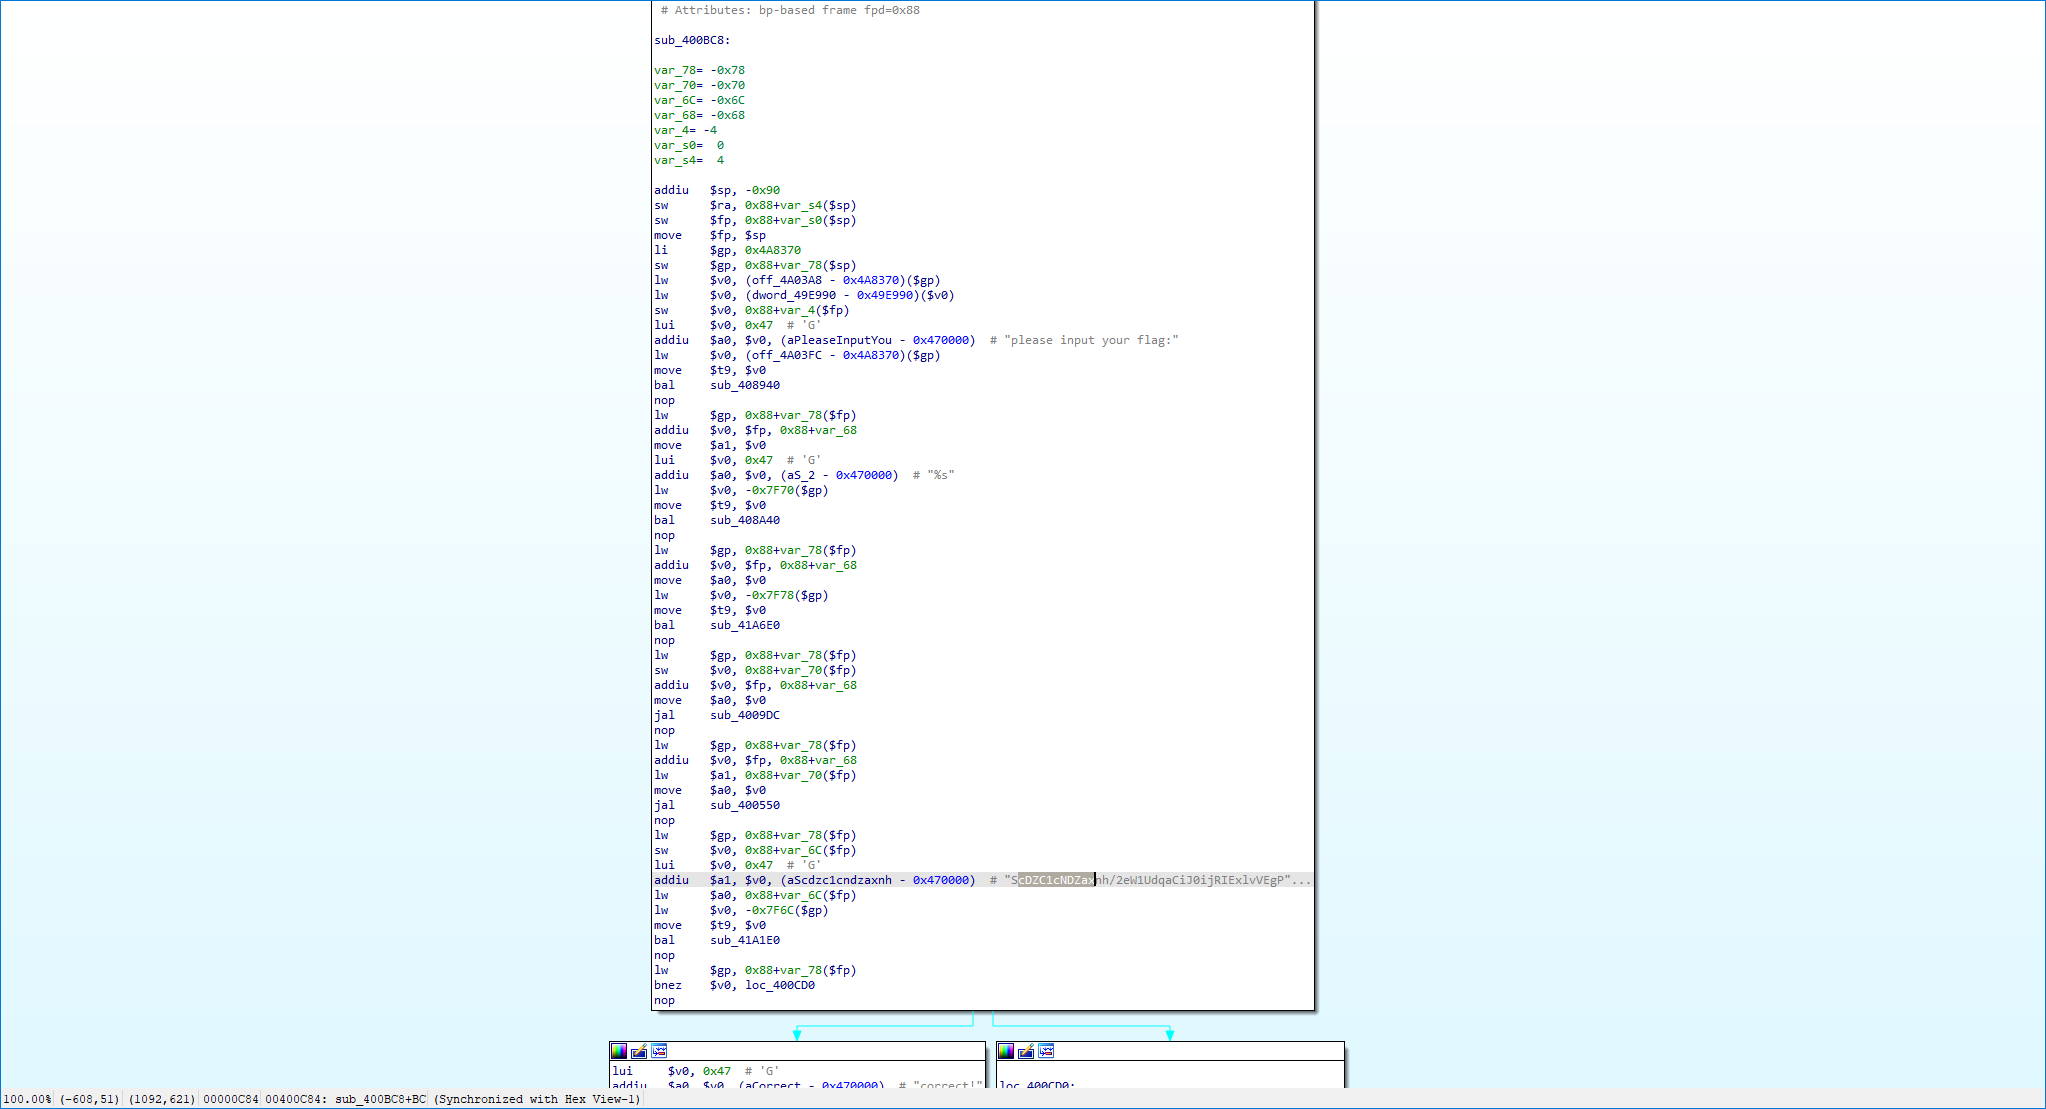 # Attributes: bp-based frame fpd=0x88
sub_400BC8:
var_78= -0x78
var_70= -0x70
var_6C= -0x6C
var_68= -0x68
var_4= -4
var_s0=  0
var_s4=  4
addiu   $sp, -0x90
sw      $ra, 0x88+var_s4($sp)
sw      $fp, 0x88+var_s0($sp)
move    $fp, $sp
li      $gp, 0x4A8370
sw      $gp, 0x88+var_78($sp)
lw      $v0, (off_4A03A8 - 0x4A8370)($gp)
lw      $v0, (dword_49E990 - 0x49E990)($v0)
sw      $v0, 0x88+var_4($fp)
lui     $v0, 0x47  # 'G'
addiu   $a0, $v0, (aPleaseInputYou - 0x470000)  # "please input your flag:"
lw      $v0, (off_4A03FC - 0x4A8370)($gp)
move    $t9, $v0
bal     sub_408940
nop
lw      $gp, 0x88+var_78($fp)
addiu   $v0, $fp, 0x88+var_68
move    $a1, $v0
lui     $v0, 0x47  # 'G'
addiu   $a0, $v0, (aS_2 - 0x470000)  # "%s"
lw      $v0, -0x7F70($gp)
move    $t9, $v0
bal     sub_408A40
nop
lw      $gp, 0x88+var_78($fp)
addiu   $v0, $fp, 0x88+var_68
move    $a0, $v0
lw      $v0, -0x7F78($gp)
move    $t9, $v0
bal     sub_41A6E0
nop
lw      $gp, 0x88+var_78($fp)
sw      $v0, 0x88+var_70($fp)
addiu   $v0, $fp, 0x88+var_68
move    $a0, $v0
jal     sub_4009DC
nop
lw      $gp, 0x88+var_78($fp)
addiu   $v0, $fp, 0x88+var_68
lw      $a1, 0x88+var_70($fp)
move    $a0, $v0
jal     sub_400550
nop
lw      $gp, 0x88+var_78($fp)
sw      $v0, 0x88+var_6C($fp)
lui     $v0, 0x47  # 'G'
addiu   $a1, $v0, (aScdzc1cndzaxnh - 0x470000)  # "ScDZC1cNDZaxnh/2eW1UdqaCiJ0ijRIExlvVEgP"...
lw      $a0, 0x88+var_6C($fp)
lw      $v0, -0x7F6C($gp)
move    $t9, $v0
bal     sub_41A1E0
nop
lw      $gp, 0x88+var_78($fp)
bnez    $v0, loc_400CD0
nop
lui     $v0, 0x47  # 'G'
addiu   $a0, $v0, (aCorrect - 0x470000)  # "correct!"
loc_400CD0:
100.00% (-608,51) (1092,621) 00000C84 00400C84: sub_400BC8+BC (Synchronized with Hex View-1)